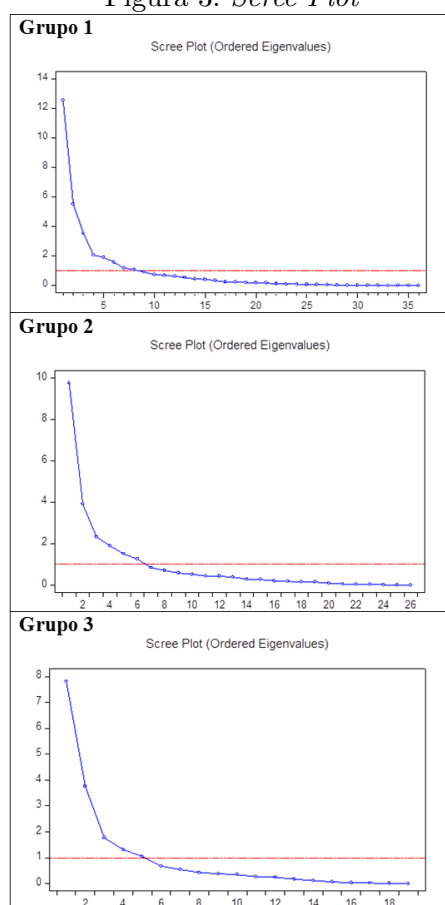 Figura 3: Scree Plot
Grupo 1
Scree Plot (Ordered Eigenvalues)
14
12
10
8
6
4
2
0
5 10 15 20 25 30 35
Grupo 2
Scree Plot (Ordered Eigenvalues)
10
8
6
4
2
0
2 4 6 8 10 12 14 16 18 20 22 24 26
Grupo 3
Scree Plot (Ordered Eigenvalues)
8
7
6
5
4
3
2
1
0
2 4 6 8 10 12 14 16 18